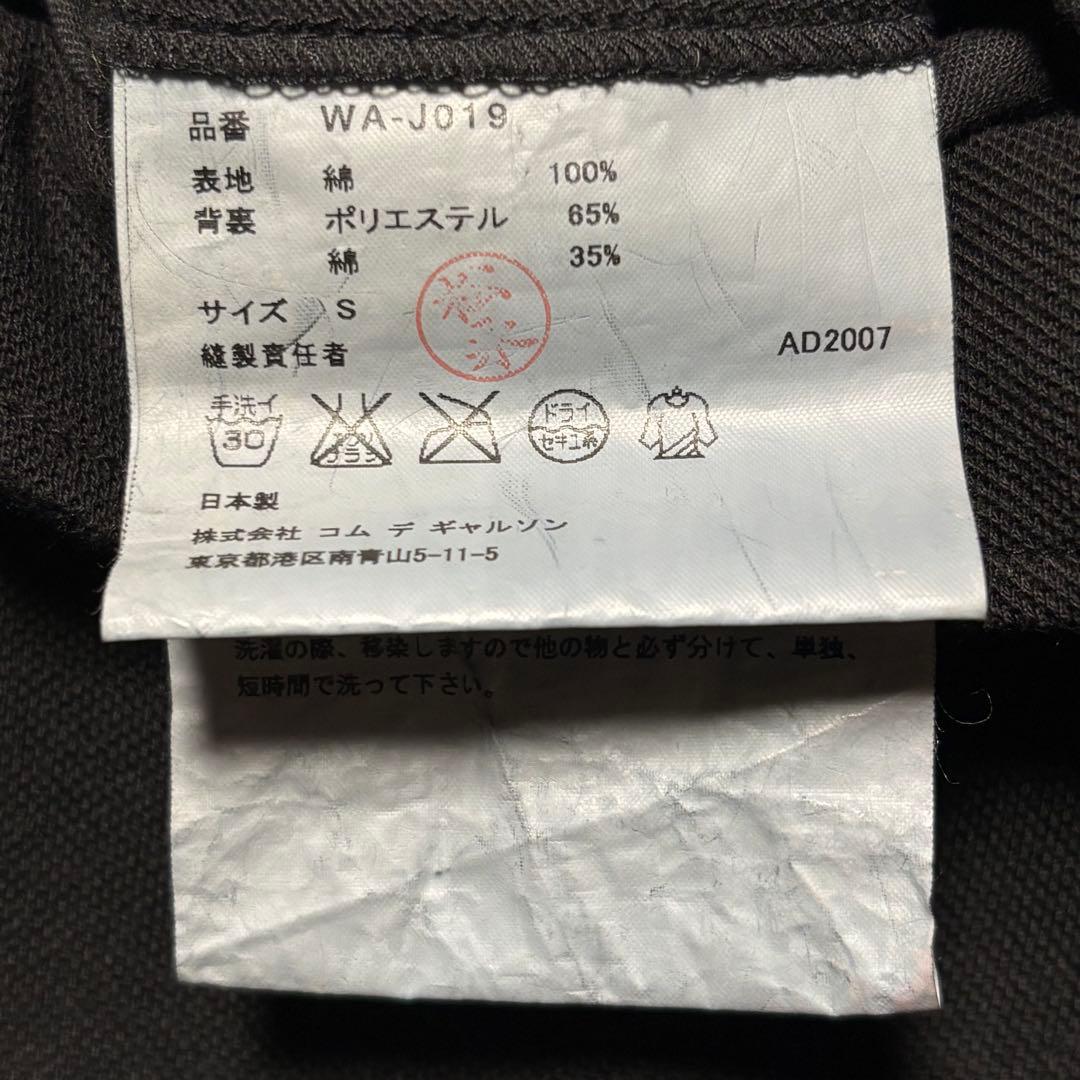 品番 WA-J019
表地 綿 100%
背裏 ポリエステル 65%
綿 35%
サイズ S
縫製責任者
AD2007
手洗イ
30
ドライ
セキユ系
日本製
株式会社 コム デ ギャルソン
東京都港区南青山5-11-5
洗濯の際、移染しますので他の物と必ず分けて、単独、
短時間で洗って下さい。